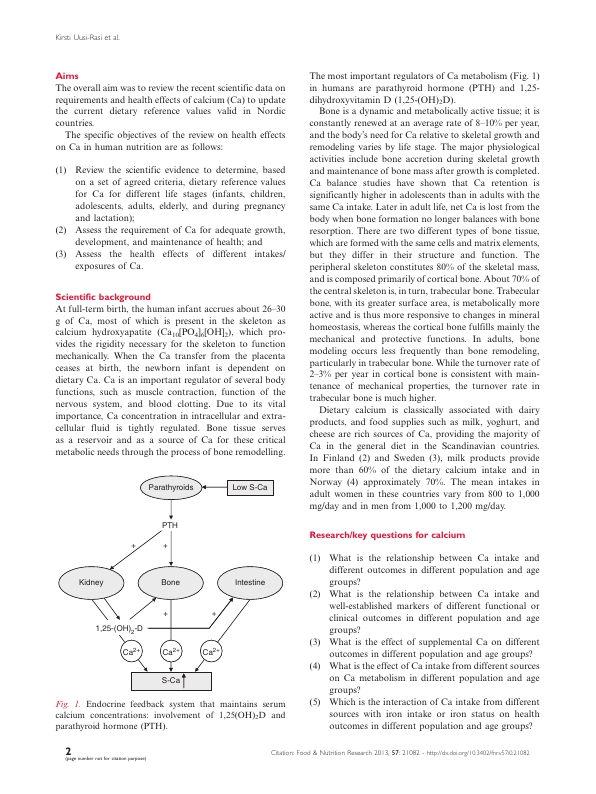 Kirsti Uusi-Rasi et al.
Aims
The overall aim was to review the recent scientific data on
requirements and health effects of calcium (Ca) to update
the current dietary reference values valid in Nordic
countries.
The specific objectives of the review on health effects
on Ca in human nutrition are as follows:
(1) Review the scientific evidence to determine, based
on a set of agreed criteria, dietary reference values
for Ca for different life stages (infants, children,
adolescents, adults, elderly, and during pregnancy
and lactation);
(2) Assess the requirement of Ca for adequate growth,
development, and maintenance of health; and
(3) Assess the health effects of different intakes/
exposures of Ca.
Scientific background
At full-term birth, the human infant accrues about 26–30
g of Ca, most of which is present in the skeleton as
calcium hydroxyapatite (Ca₁₀[PO₄]₆[OH]₂), which pro-
vides the rigidity necessary for the skeleton to function
mechanically. When the Ca transfer from the placenta
ceases at birth, the newborn infant is dependent on
dietary Ca. Ca is an important regulator of several body
functions, such as muscle contraction, function of the
nervous system, and blood clotting. Due to its vital
importance, Ca concentration in intracellular and extra-
cellular fluid is tightly regulated. Bone tissue serves
as a reservoir and as a source of Ca for these critical
metabolic needs through the process of bone remodelling.
Parathyroids
Low S-Ca
PTH
+
+
Kidney
Bone
Intestine
+
+
1,25-(OH)₂-D
Ca²⁺
Ca²⁺
Ca²⁺
S-Ca
Fig. 1. Endocrine feedback system that maintains serum
calcium concentrations: involvement of 1,25(OH)₂D and
parathyroid hormone (PTH).
The most important regulators of Ca metabolism (Fig. 1)
in humans are parathyroid hormone (PTH) and 1,25-
dihydroxyvitamin D (1,25-(OH)₂D).
Bone is a dynamic and metabolically active tissue; it is
constantly renewed at an average rate of 8–10% per year,
and the body's need for Ca relative to skeletal growth and
remodeling varies by life stage. The major physiological
activities include bone accretion during skeletal growth
and maintenance of bone mass after growth is completed.
Ca balance studies have shown that Ca retention is
significantly higher in adolescents than in adults with the
same Ca intake. Later in adult life, net Ca is lost from the
body when bone formation no longer balances with bone
resorption. There are two different types of bone tissue,
which are formed with the same cells and matrix elements,
but they differ in their structure and function. The
peripheral skeleton constitutes 80% of the skeletal mass,
and is composed primarily of cortical bone. About 70% of
the central skeleton is, in turn, trabecular bone. Trabecular
bone, with its greater surface area, is metabolically more
active and is thus more responsive to changes in mineral
homeostasis, whereas the cortical bone fulfills mainly the
mechanical and protective functions. In adults, bone
modeling occurs less frequently than bone remodeling,
particularly in trabecular bone. While the turnover rate of
2–3% per year in cortical bone is consistent with main-
tenance of mechanical properties, the turnover rate in
trabecular bone is much higher.
Dietary calcium is classically associated with dairy
products, and food supplies such as milk, yoghurt, and
cheese are rich sources of Ca, providing the majority of
Ca in the general diet in the Scandinavian countries.
In Finland (2) and Sweden (3), milk products provide
more than 60% of the dietary calcium intake and in
Norway (4) approximately 70%. The mean intakes in
adult women in these countries vary from 800 to 1,000
mg/day and in men from 1,000 to 1,200 mg/day.
Research/key questions for calcium
(1) What is the relationship between Ca intake and
different outcomes in different population and age
groups?
(2) What is the relationship between Ca intake and
well-established markers of different functional or
clinical outcomes in different population and age
groups?
(3) What is the effect of supplemental Ca on different
outcomes in different population and age groups?
(4) What is the effect of Ca intake from different sources
on Ca metabolism in different population and age
groups?
(5) Which is the interaction of Ca intake from different
sources with iron intake or iron status on health
outcomes in different population and age groups?
2
(page number not for citation purpose)
Citation: Food & Nutrition Research 2013, 57: 21082 - http://dx.doi.org/10.3402/fnr.v57i0.21082